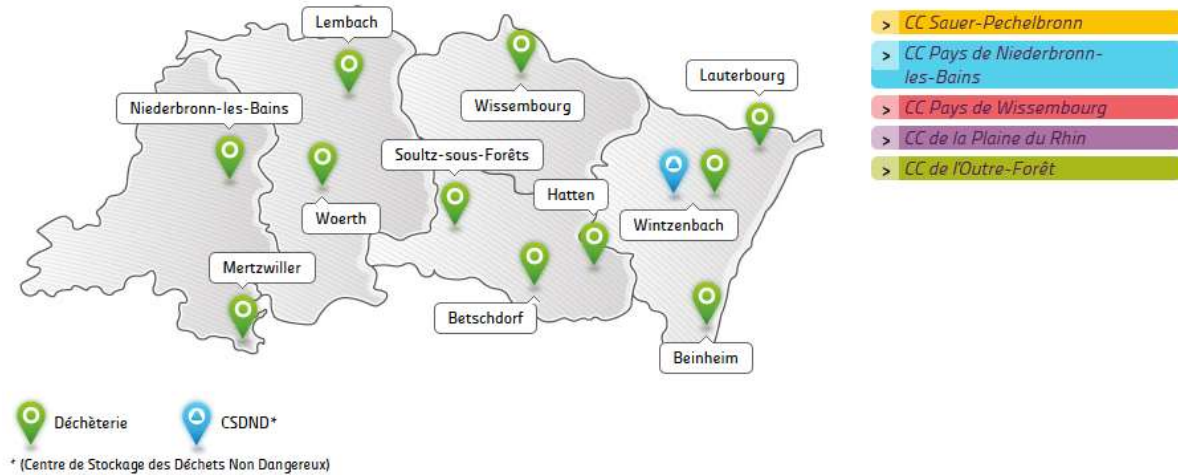 Lembach
Wissembourg
Lauterbourg
Niederbronn-les-Bains
Soultz-sous-Forêts
Hatten
Woerth
Wintzenbach
Mertzwiller
Betschdorf
Beinheim
Déchèterie
CSDND*
* (Centre de Stockage des Déchets Non Dangereux)
> CC Sauer-Pechelbronn
> CC Pays de Niederbronn-
les-Bains
> CC Pays de Wissembourg
> CC de la Plaine du Rhin
> CC de l'Outre-Forêt